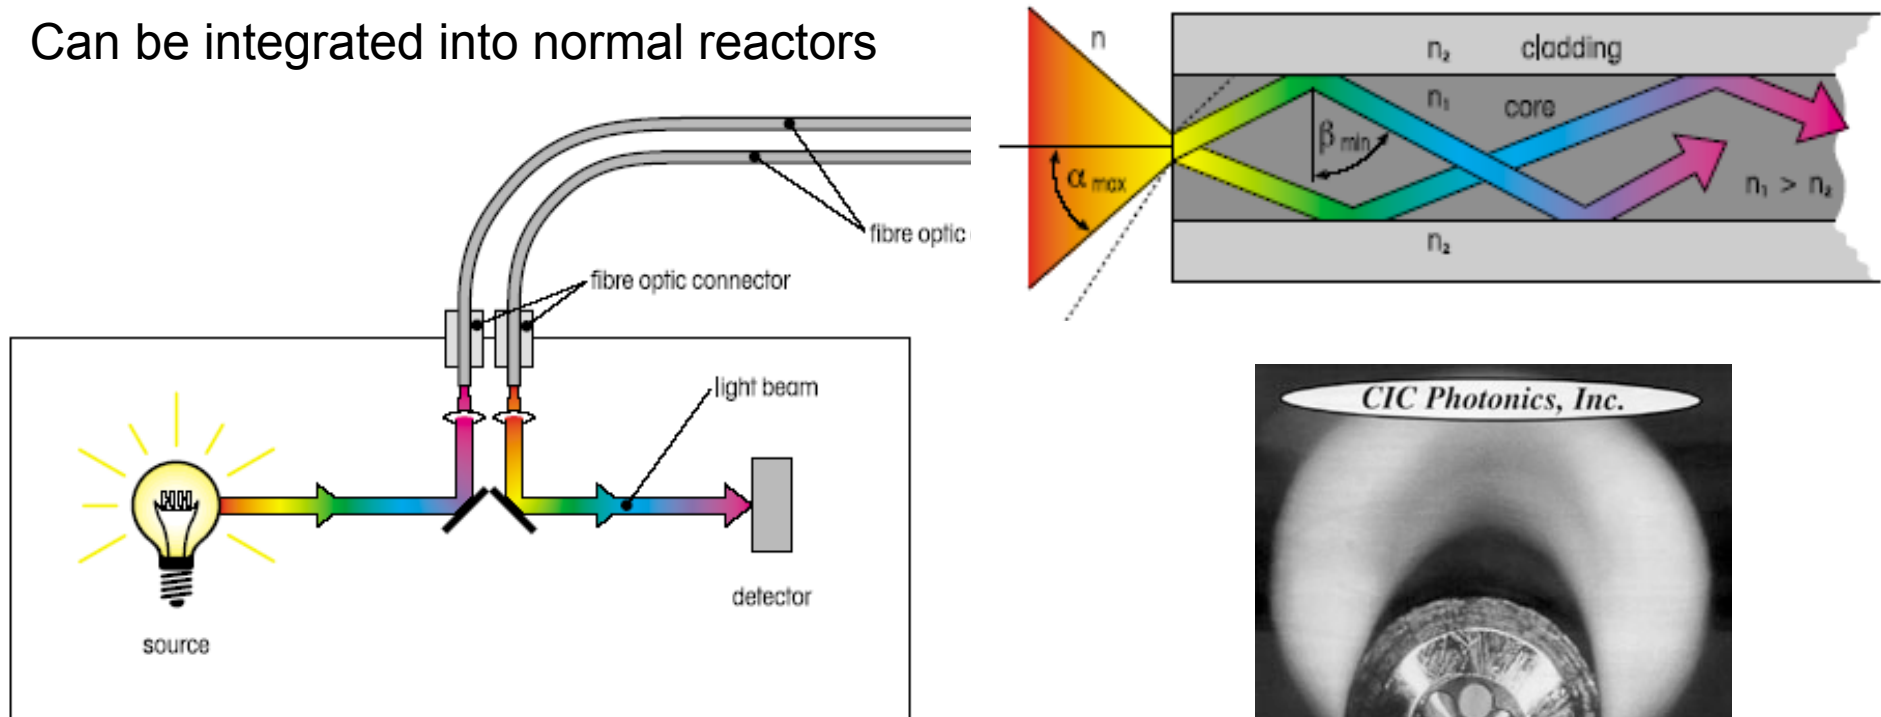 Can be integrated into normal reactors
fibre optic
fibre optic connector
light beam
detector
source
n
n₂ cladding
n₁ core
β min
α max
n₁ > n₂
n₂
CIC Photonics, Inc.